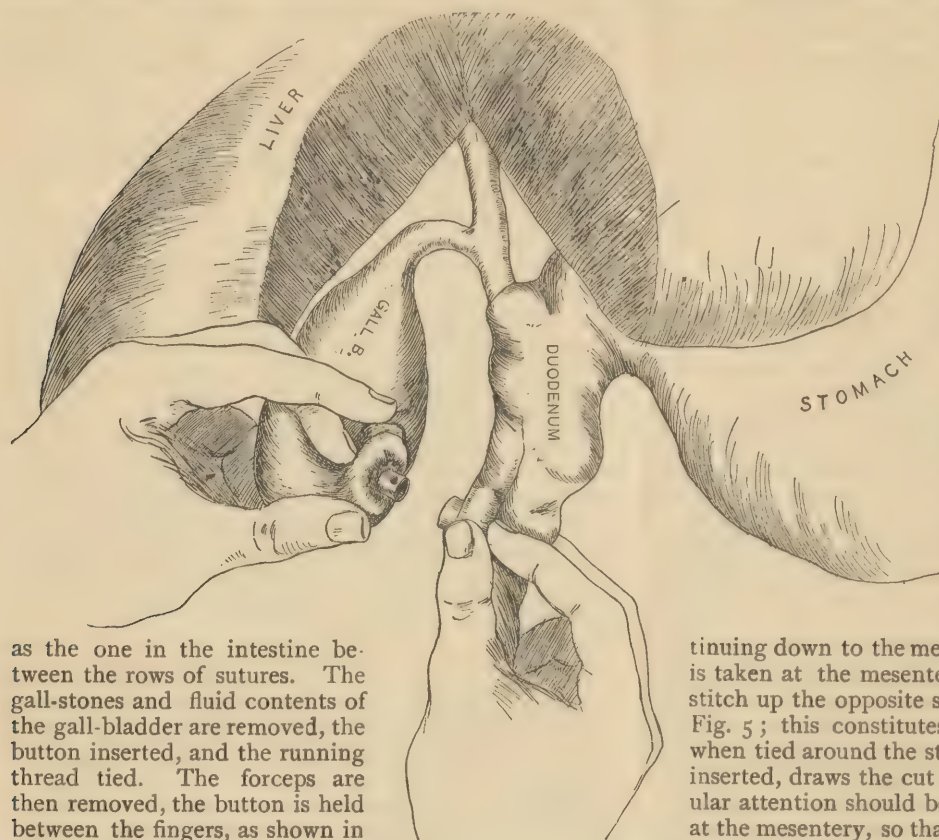 LIVER
GALL B.
DUODENUM
STOMACH
as the one in the intestine be-
tween the rows of sutures. The
gall-stones and fluid contents of
the gall-bladder are removed, the
button inserted, and the running
thread tied. The forceps are
then removed, the button is held
between the fingers, as shown in
tinuing down to the me
is taken at the mesente
stitch up the opposite s
Fig. 5; this constitutes
when tied around the st
inserted, draws the cut
ular attention should be
at the mesentery, so tha